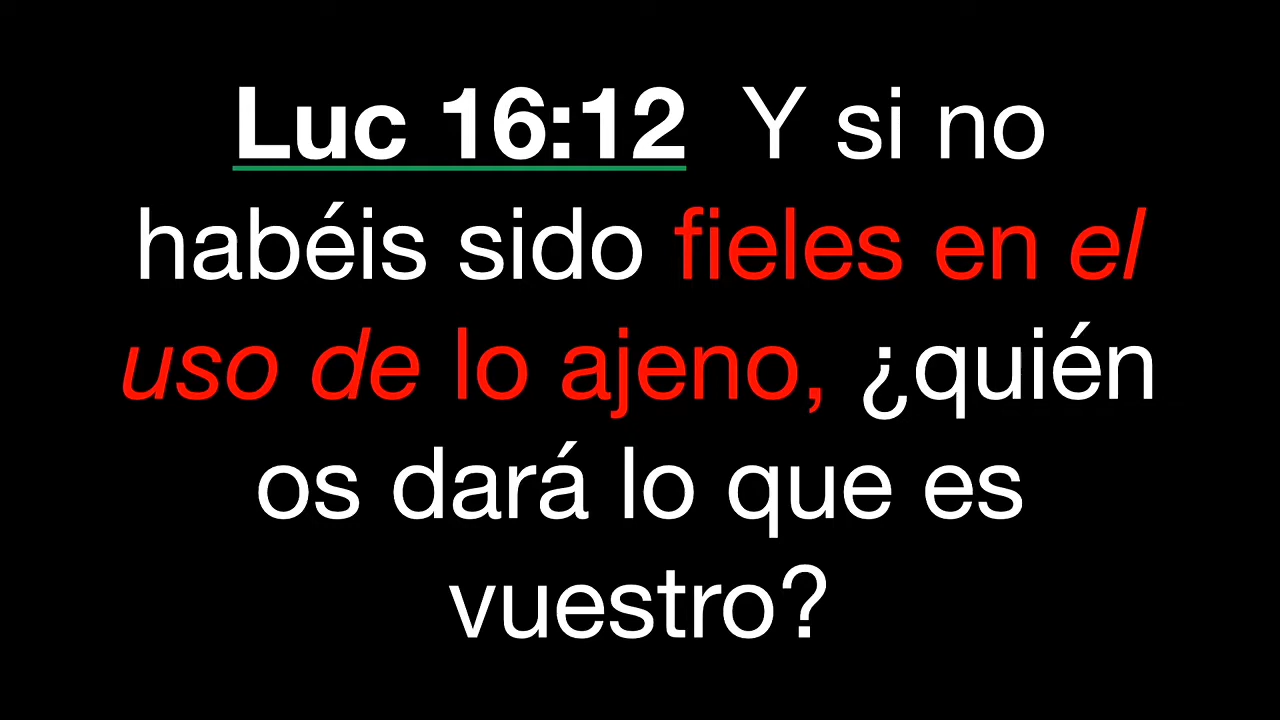 Luc 16:12 Y si no
habéis sido fieles en el
uso de lo ajeno, ¿quién
os dará lo que es
vuestro?